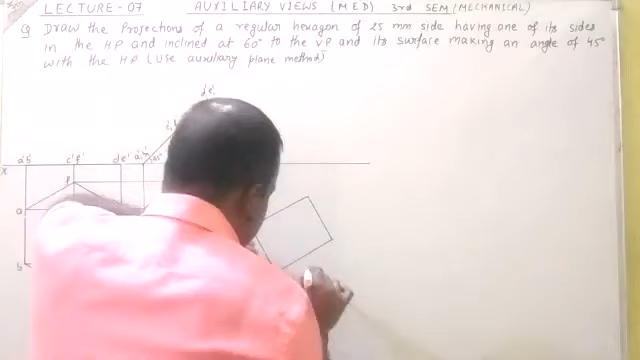 LECTURE-07 AUXILIARY VIEWS (MED) 3rd SEM (MECHANICAL)
Q DRAW the Projections of a regular hexagon of 25 mm side having one of its sides
in the HP and inclined at 60° to the VP and its surface making an angle of 45°
with the HP (Use auxiliary plane method)
d'e'
X a'b' c'f' d'e' 45°
a
b